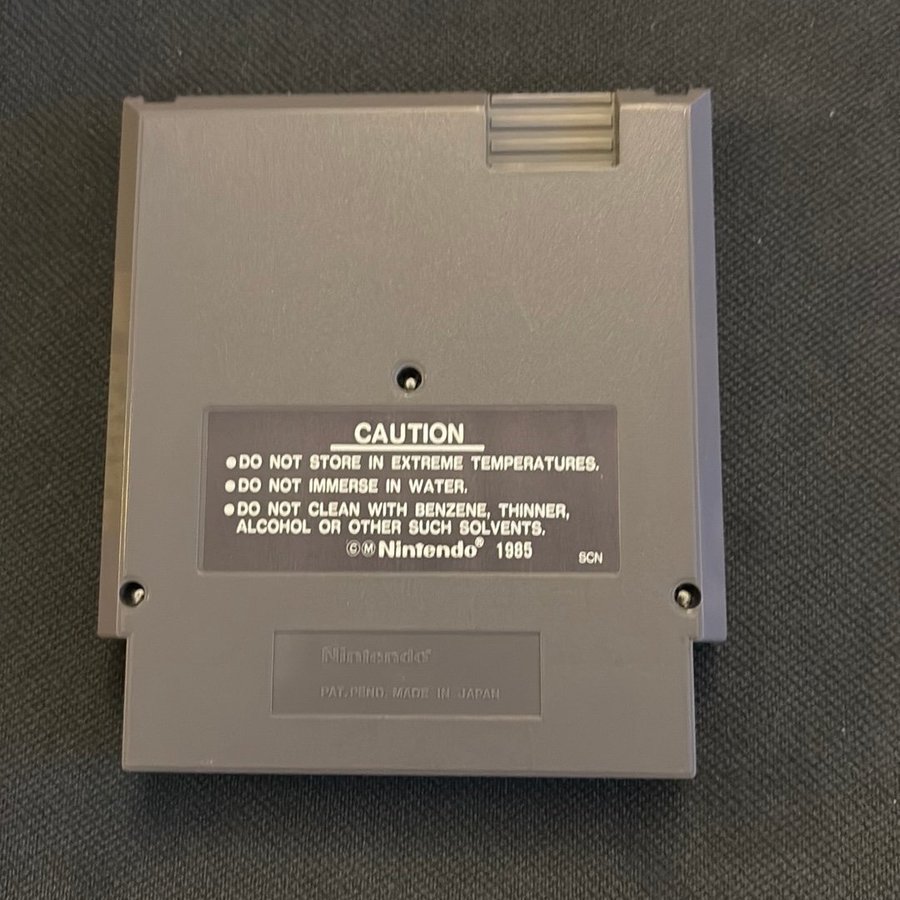 CAUTION
●DO NOT STORE IN EXTREME TEMPERATURES.
●DO NOT IMMERSE IN WATER.
●DO NOT CLEAN WITH BENZENE, THINNER,
ALCOHOL OR OTHER SUCH SOLVENTS.
ⒸⓂNintendo® 1985 SCN
Nintendo®
PAT. PEND. MADE IN JAPAN